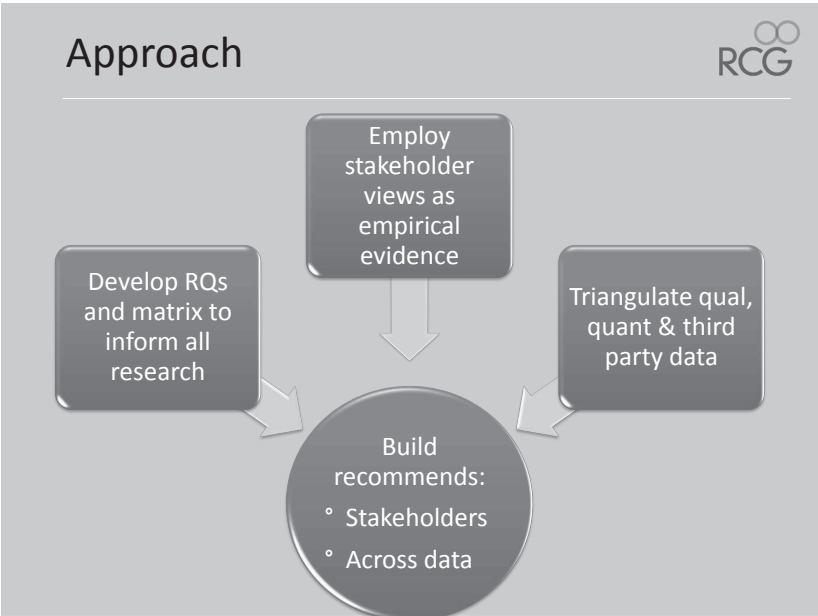 Approach
RCG
Develop RQs
and matrix to
inform all
research
Employ
stakeholder
views as
empirical
evidence
Triangulate qual,
quant & third
party data
Build
recommends:
° Stakeholders
° Across data